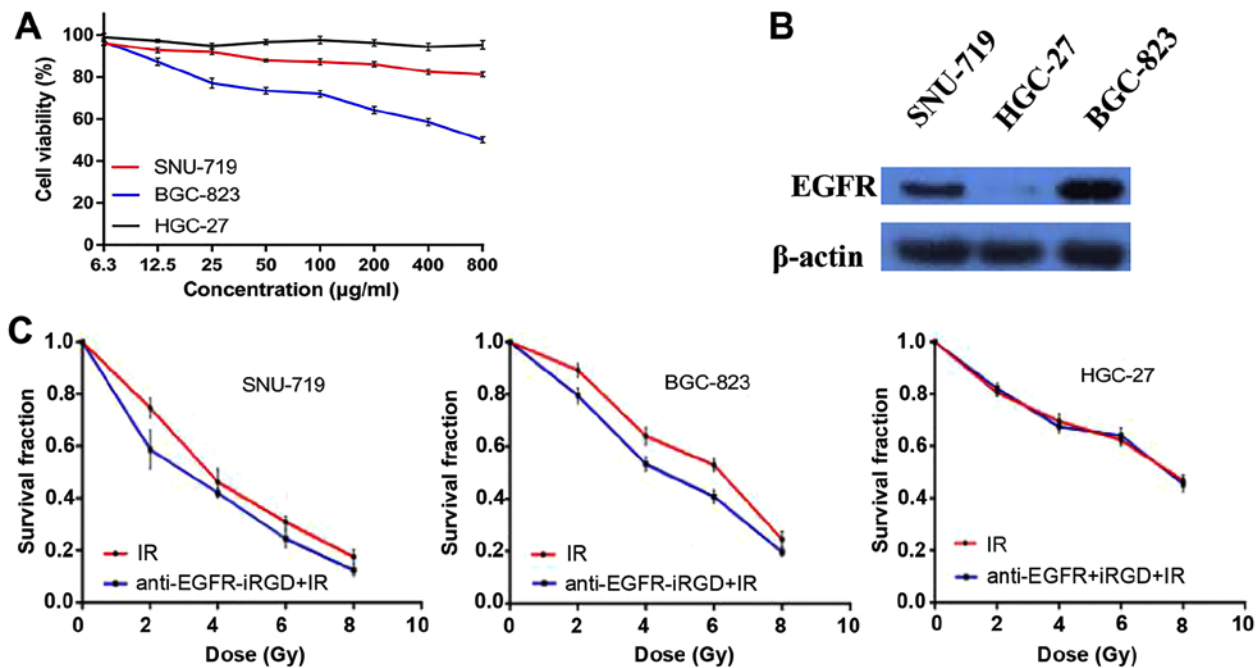 A
Cell viability (%)
100
80
60
40
20
0
SNU-719
BGC-823
HGC-27
6.3 12.5 25 50 100 200 400 800
Concentration (μg/ml)
B
SNU-719
HGC-27
BGC-823
EGFR
β-actin
C
Survival fraction
1.0
0.8
0.6
0.4
0.2
0.0
SNU-719
IR
anti-EGFR-iRGD+IR
0 2 4 6 8 10
Dose (Gy)
Survival fraction
1.0
0.8
0.6
0.4
0.2
0.0
BGC-823
IR
anti-EGFR-iRGD+IR
0 2 4 6 8 10
Dose (Gy)
Survival fraction
1.0
0.8
0.6
0.4
0.2
0.0
HGC-27
IR
anti-EGFR+iRGD+IR
0 2 4 6 8 10
Dose (Gy)